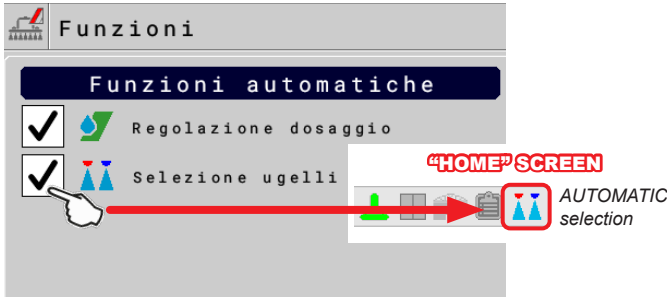 Funzioni
Funzioni automatiche
Regolazione dosaggio
Selezione ugelli
“HOME” SCREEN
AUTOMATIC
selection